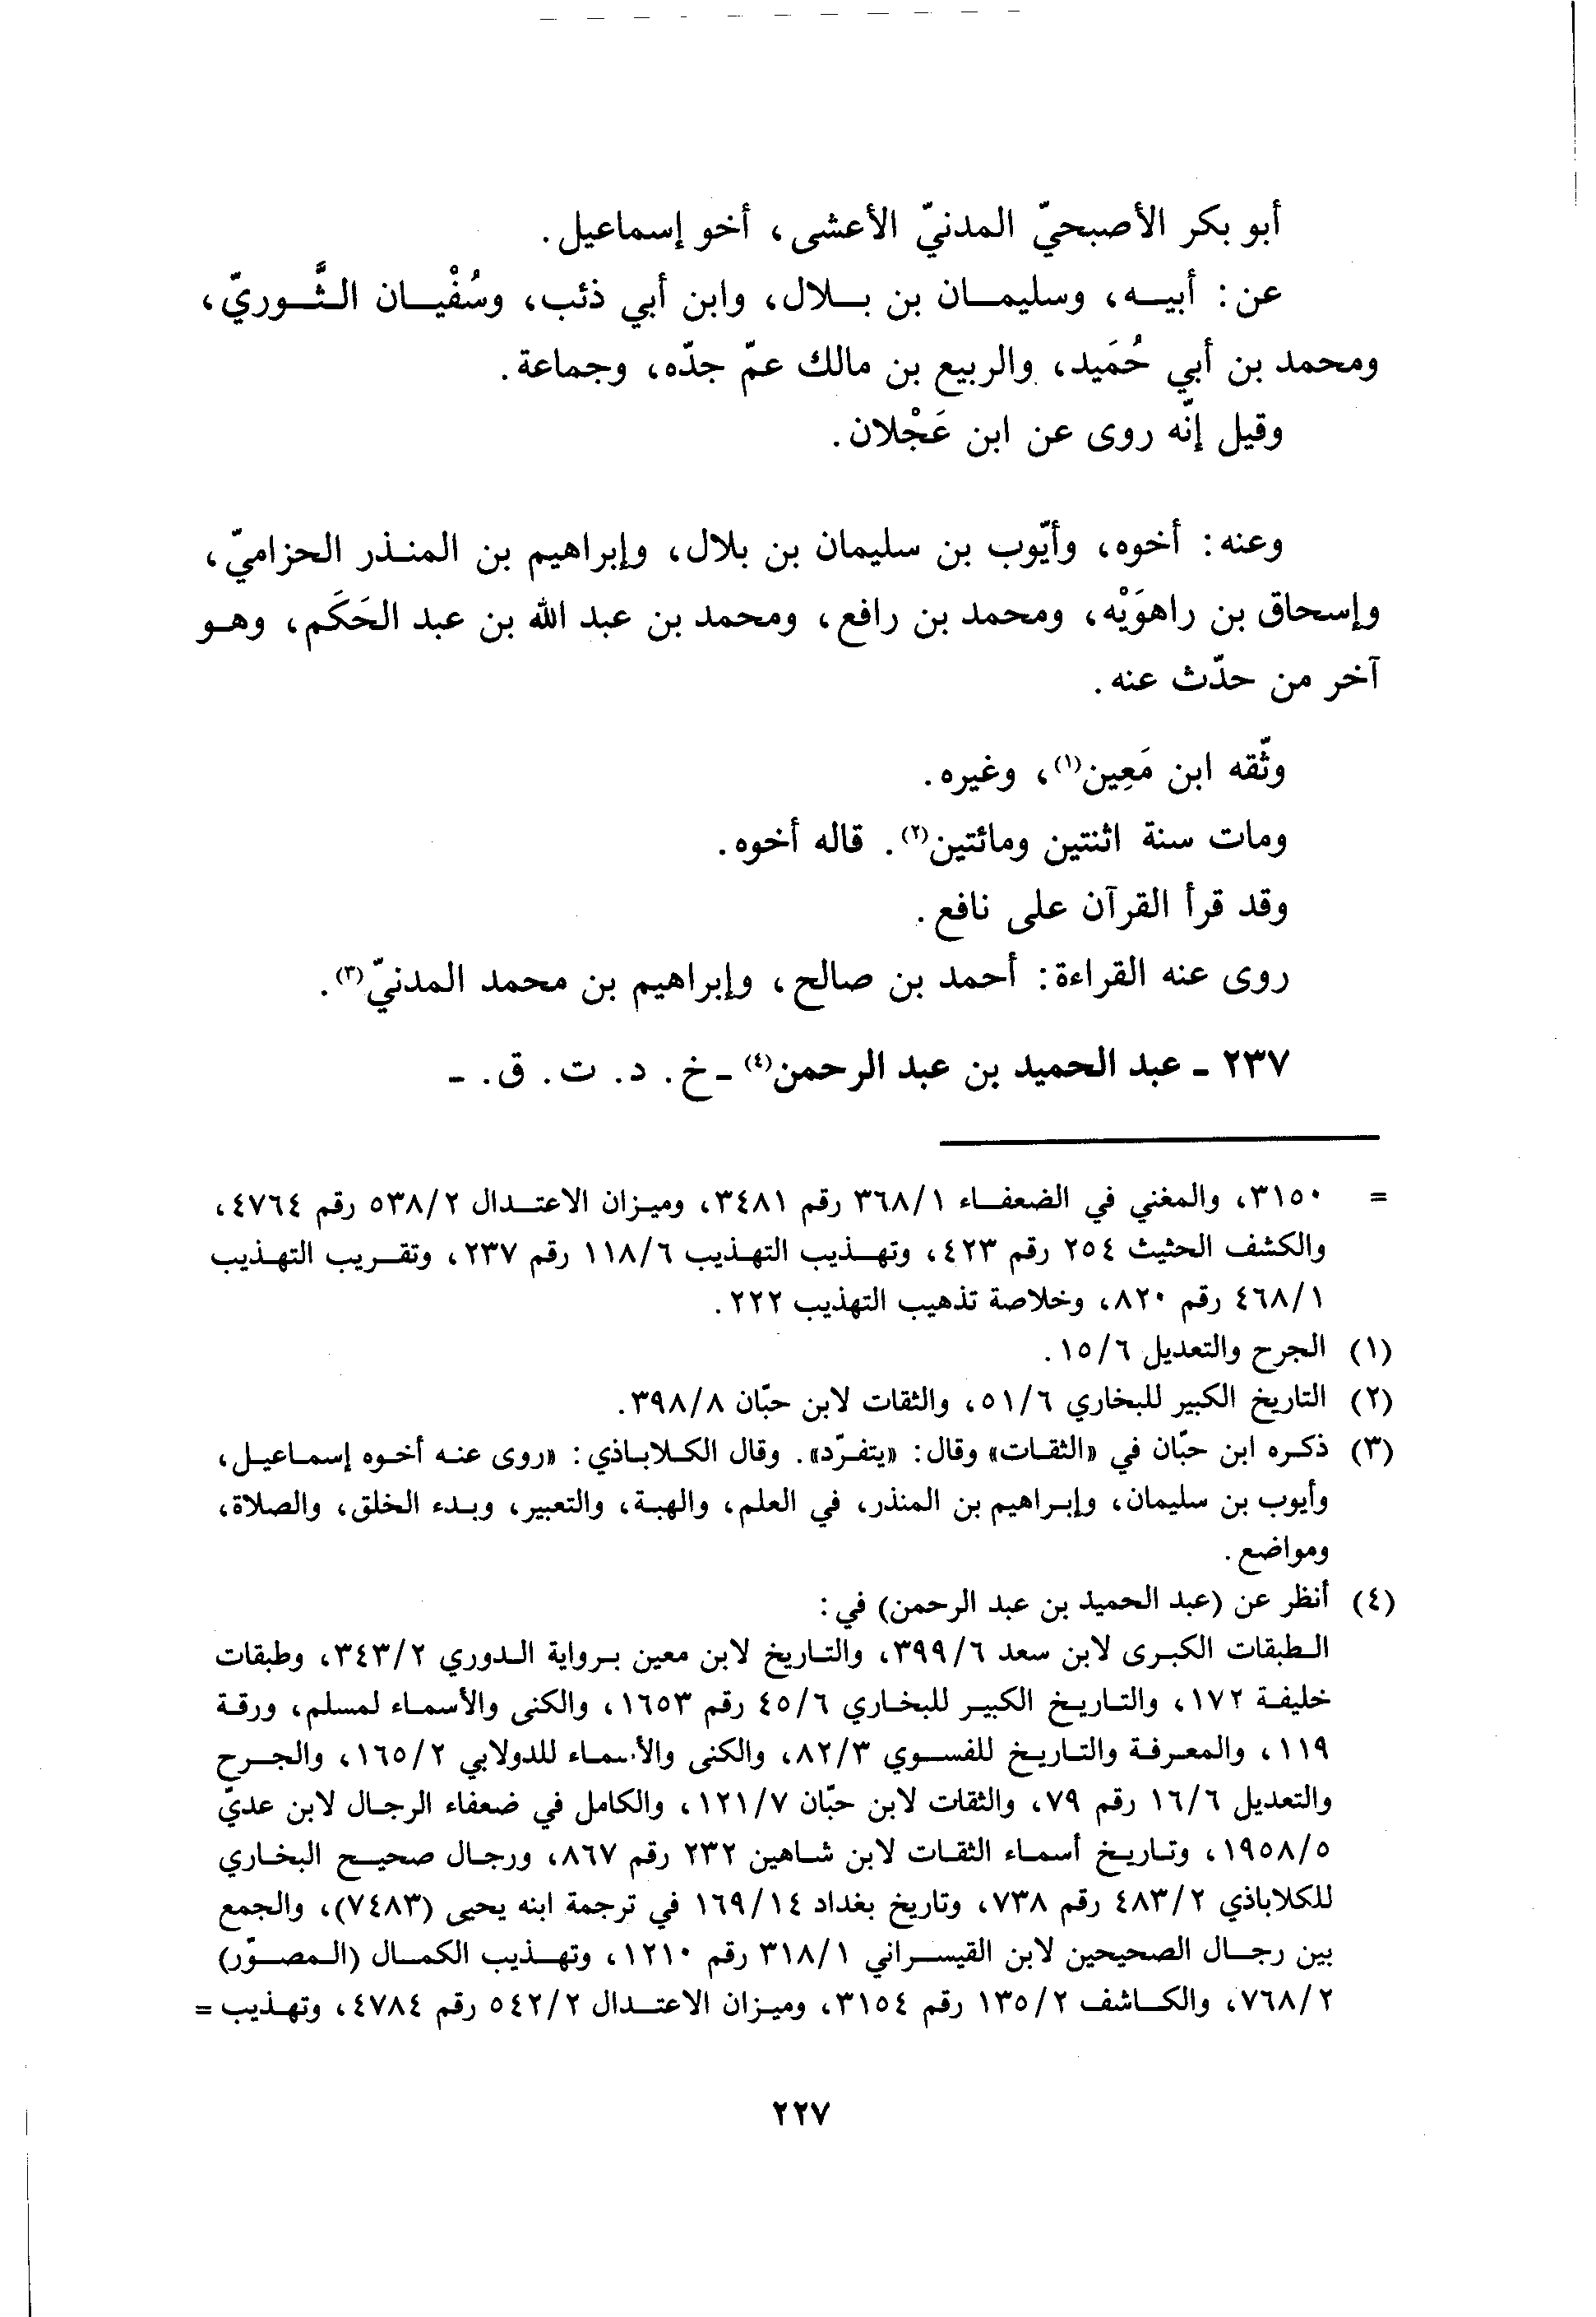 أبو بكر الأصبحيّ المدنيّ الأعشى، أخو إسماعيل.
عن: أبيه، وسليمان بن بلال، وابن أبي ذئب، وسُفْيان الثَّوريّ،
ومحمد بن أبي حُمَيد، والربيع بن مالك عمّ جدّه، وجماعة.
وقيل إنّه روى عن ابن عَجْلان.
وعنه: أخوه، وأيّوب بن سليمان بن بلال، وإبراهيم بن المنذر الحزاميّ،
وإسحاق بن راهوَيْه، ومحمد بن رافع، ومحمد بن عبد الله بن عبد الحَكَم، وهو
آخر من حدّث عنه.
وثّقه ابن مَعِين(١)، وغيره.
ومات سنة اثنتين ومائتين(٢). قاله أخوه.
وقد قرأ القرآن على نافع.
روى عنه القراءة: أحمد بن صالح، وإبراهيم بن محمد المدنيّ(٣).
٢٣٧ - عبد الحميد بن عبد الرحمن(٤) - خ. د. ت. ق. -
= ٣١٥٠، والمغني في الضعفاء ٣٦٨/١ رقم ٣٤٨١، وميزان الاعتدال ٥٣٨/٢ رقم ٤٧٦٤،
والكشف الحثيث ٢٥٤ رقم ٤٢٣، وتهذيب التهذيب ١١٨/٦ رقم ٢٣٧، وتقريب التهذيب
٤٦٨/١ رقم ٨٢٠، وخلاصة تذهيب التهذيب ٢٢٢.
(١) الجرح والتعديل ١٥/٦.
(٢) التاريخ الكبير للبخاري ٥١/٦، والثقات لابن حبّان ٣٩٨/٨.
(٣) ذكره ابن حبّان في «الثقات» وقال: «يتفرّد». وقال الكلاباذي: «روى عنه أخوه إسماعيل،
وأيوب بن سليمان، وإبراهيم بن المنذر، في العلم، والهبة، والتعبير، وبدء الخلق، والصلاة،
ومواضع.
(٤) أنظر عن (عبد الحميد بن عبد الرحمن) في:
الطبقات الكبرى لابن سعد ٣٩٩/٦، والتاريخ لابن معين برواية الدوري ٣٤٣/٢، وطبقات
خليفة ١٧٢، والتاريخ الكبير للبخاري ٤٥/٦ رقم ١٦٥٣، والكنى والأسماء لمسلم، ورقة
١١٩، والمعرفة والتاريخ للفسوي ٨٢/٣، والكنى والأسماء للدولابي ١٦٥/٢، والجرح
والتعديل ١٦/٦ رقم ٧٩، والثقات لابن حبّان ١٢١/٧، والكامل في ضعفاء الرجال لابن عديّ
١٩٥٨/٥، وتاريخ أسماء الثقات لابن شاهين ٢٣٢ رقم ٨٦٧، ورجال صحيح البخاري
للكلاباذي ٤٨٣/٢ رقم ٧٣٨، وتاريخ بغداد ١٦٩/١٤ في ترجمة ابنه يحيى (٧٤٨٣)، والجمع
بين رجال الصحيحين لابن القيسراني ٣١٨/١ رقم ١٢١٠، وتهذيب الكمال (المصوّر)
٧٦٨/٢، والكاشف ١٣٥/٢ رقم ٣١٥٤، وميزان الاعتدال ٥٤٢/٢ رقم ٤٧٨٤، وتهذيب =
٢٢٧